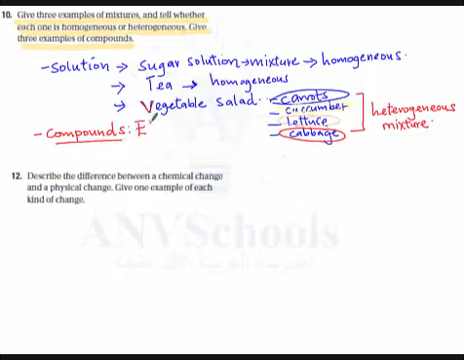 10. Give three examples of mixtures, and tell whether
each one is homogeneous or heterogeneous. Give
three examples of compounds.
-Solution → Sugar solution→mixture → homogeneous.
→ Tea → homogeneous
→ Vegetable salad. - carrots
- cucumber
- lettuce
- cabbage
heterogeneous
mixture.
- Compounds: E
12. Describe the difference between a chemical change
and a physical change. Give one example of each
kind of change.
ANYSchools